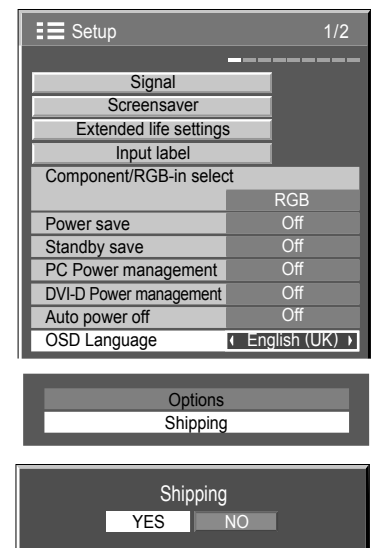 Setup 1/2
Signal
Screensaver
Extended life settings
Input label
Component/RGB-in select
RGB
Power save Off
Standby save Off
PC Power management Off
DVI-D Power management Off
Auto power off Off
OSD Language English (UK)
Options
Shipping
Shipping
YES NO